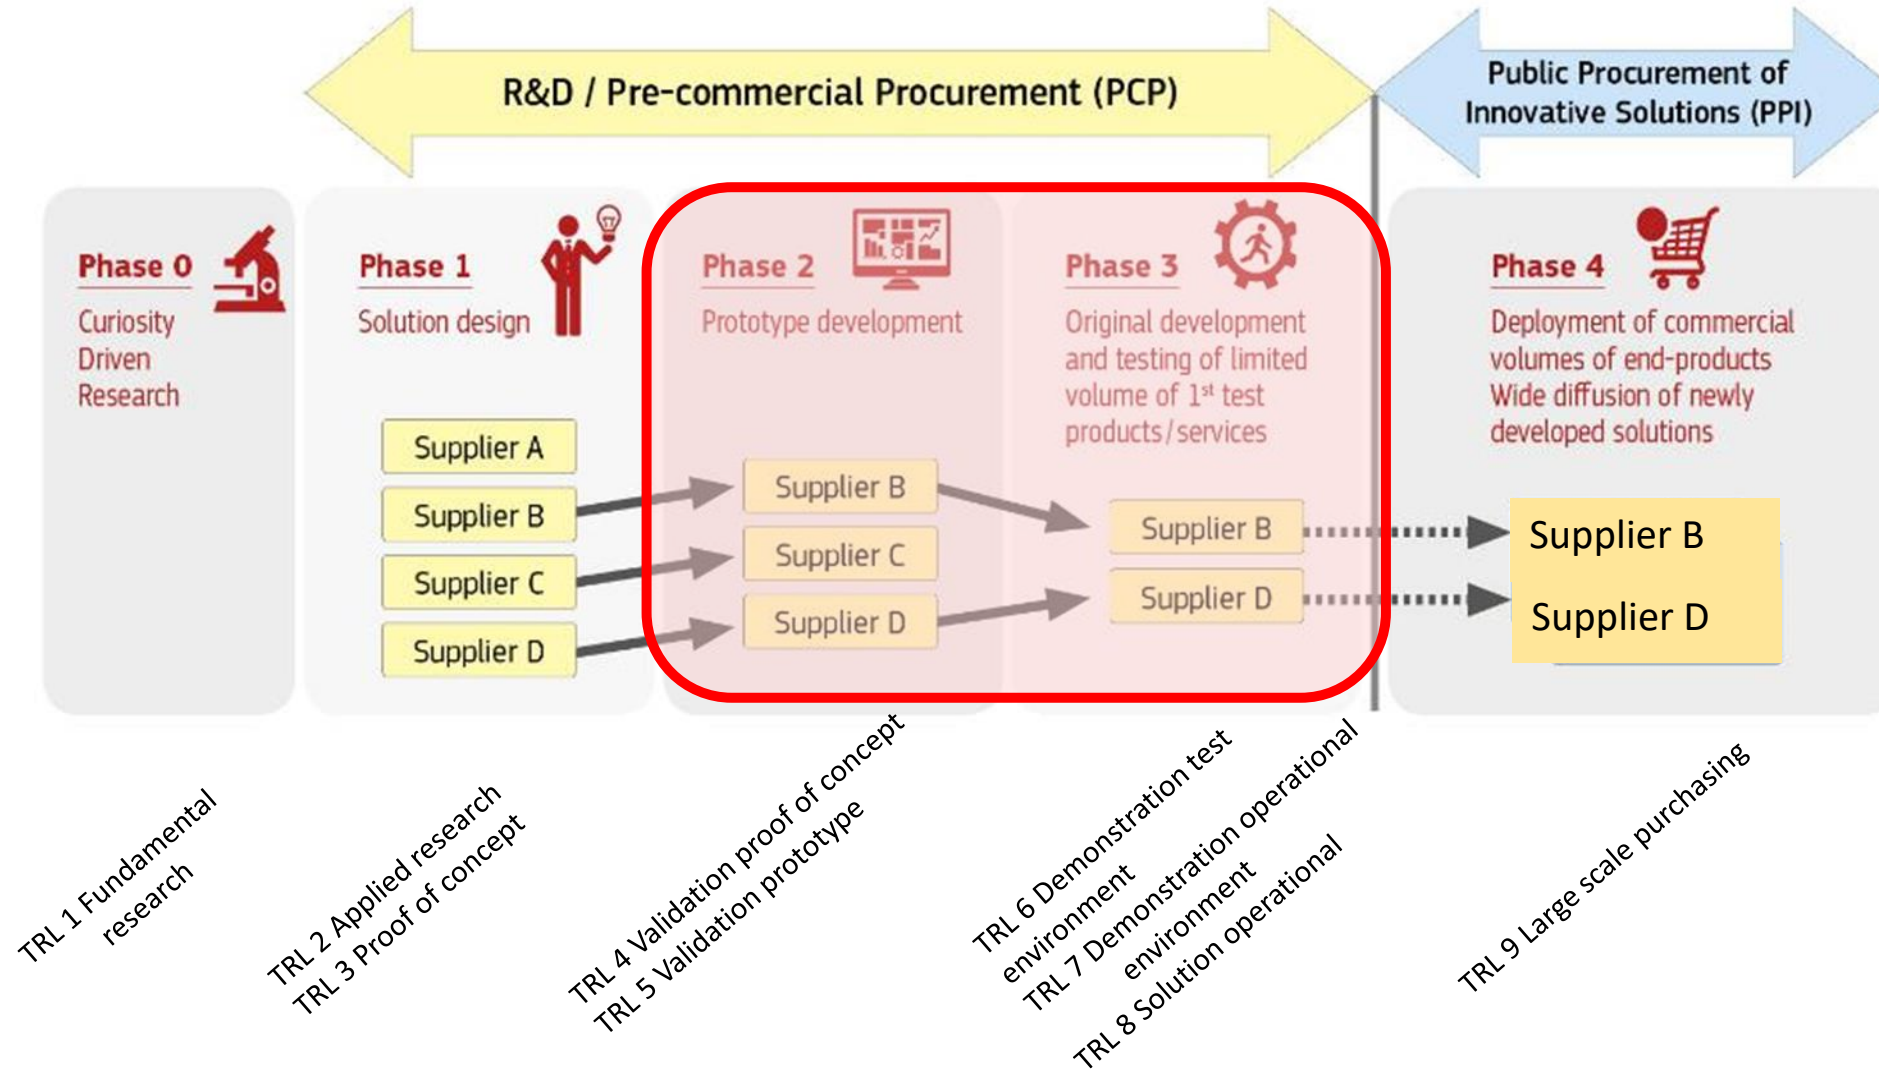 R&D / Pre-commercial Procurement (PCP)
Public Procurement of
Innovative Solutions (PPI)
Phase 0
Curiosity
Driven
Research
Phase 1
Solution design
Supplier A
Supplier B
Supplier C
Supplier D
Phase 2
Prototype development
Supplier B
Supplier C
Supplier D
Phase 3
Original development
and testing of limited
volume of 1st test
products/services
Supplier B
Supplier D
Phase 4
Deployment of commercial
volumes of end-products
Wide diffusion of newly
developed solutions
Supplier B
Supplier D
TRL 1 Fundamental
research
TRL 2 Applied research
TRL 3 Proof of concept
TRL 4 Validation proof of concept
TRL 5 Validation prototype
TRL 6 Demonstration test
environment
TRL 7 Demonstration operational
environment
TRL 8 Solution operational
TRL 9 Large scale purchasing